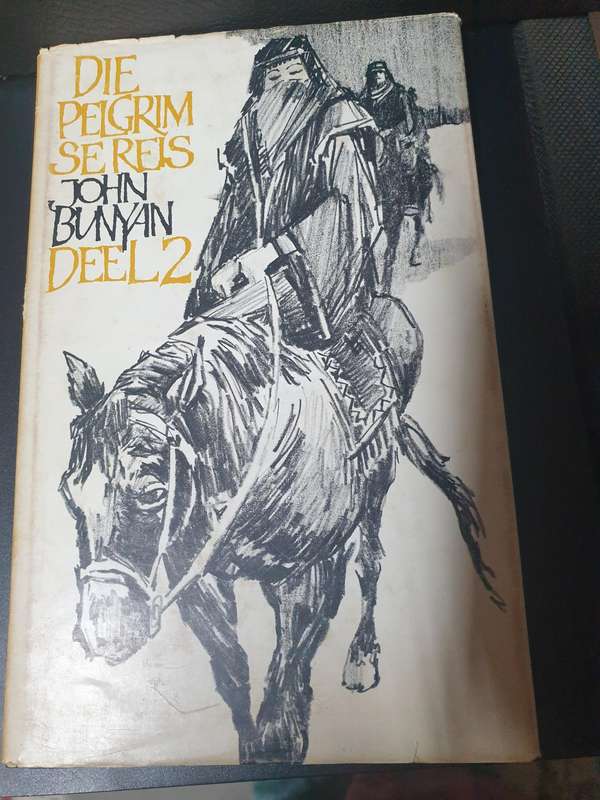 DIE
PELGRIM
SE REIS
JOHN
BUNYAN
DEEL 2